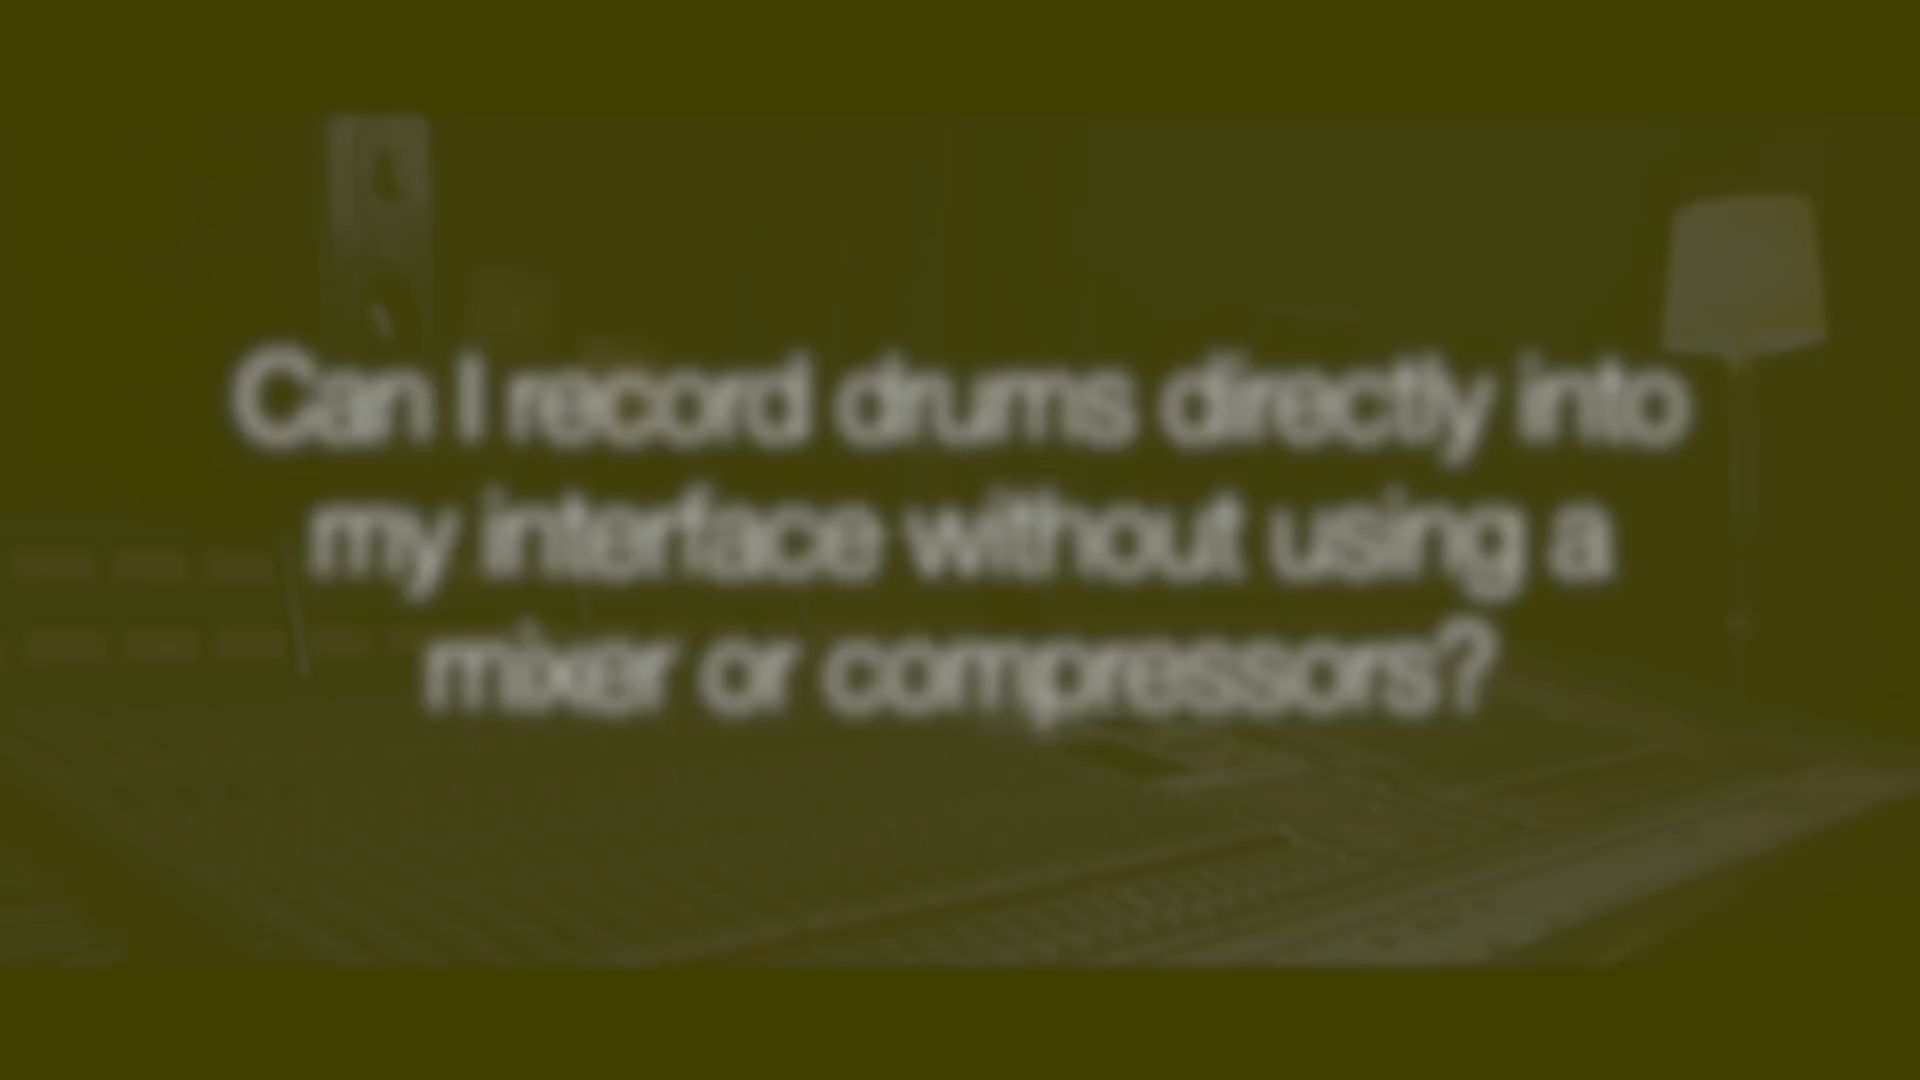 Can I record drums directly into
my interface without using a
mixer or compressors?